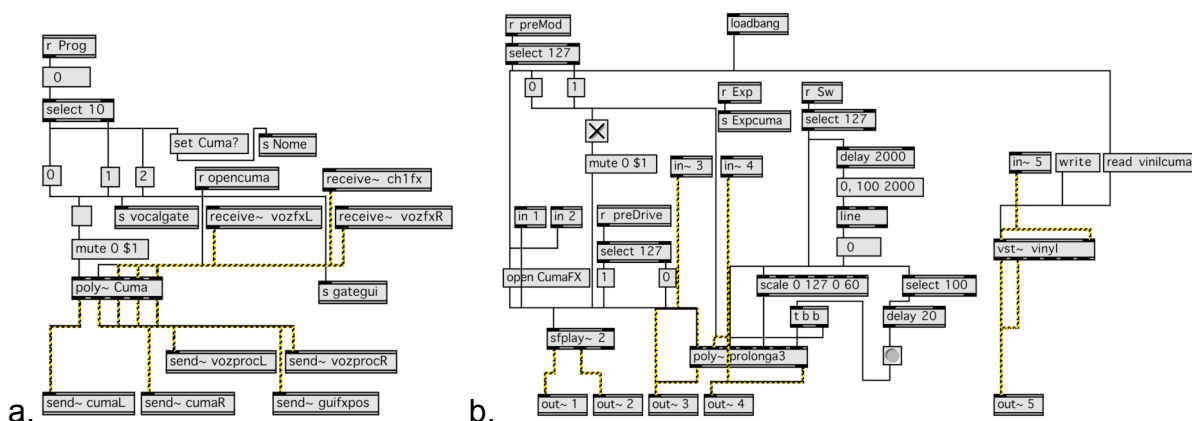 r Prog
0
select 10
set Cuma?
s Nome
0
1
2
r opencuma
receive~ ch1fx
s vocalgate
receive~ vozfxL
receive~ vozfxR
mute 0 $1
poly~ Cuma
s gategui
send~ vozprocL
send~ vozprocR
send~ cumaL
send~ cumaR
send~ guifxpos
a.
r preMod
loadbang
select 127
0
1
r Exp
r Sw
s Expcuma
select 127
mute 0 $1
in~ 3
in~ 4
delay 2000
in~ 5
write
read vinilcuma
0, 100 2000
in 1
in 2
r preDrive
line
select 127
0
vst~ vinyl
open CumaFX
1
0
scale 0 127 0 60
select 100
t b b
delay 20
sfplay~ 2
poly~ prolonga3
out~ 1
out~ 2
out~ 3
out~ 4
out~ 5
b.